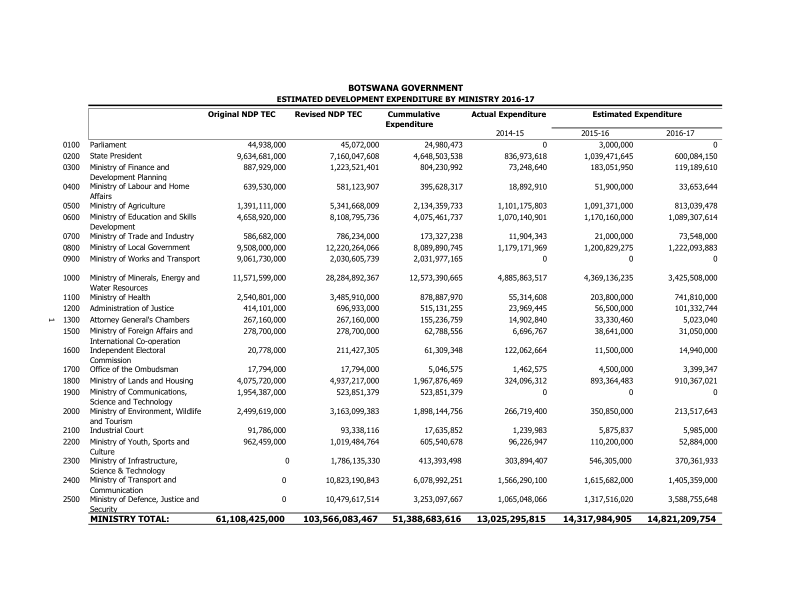 BOTSWANA GOVERNMENT
ESTIMATED DEVELOPMENT EXPENDITURE BY MINISTRY 2016-17
Original NDP TEC Revised NDP TEC Cummulative Actual Expenditure Estimated Expenditure
Expenditure
2014-15 2015-16 2016-17
0100 Parliament 44,938,000 45,072,000 24,980,473 0 3,000,000 0
0200 State President 9,634,681,000 7,160,047,608 4,648,503,538 836,973,618 1,039,471,645 600,084,150
0300 Ministry of Finance and 887,929,000 1,223,521,401 804,230,992 73,248,640 183,051,950 119,189,610
Development Planning
0400 Ministry of Labour and Home 639,530,000 581,123,907 395,628,317 18,892,910 51,900,000 33,653,644
Affairs
0500 Ministry of Agriculture 1,391,111,000 5,341,668,009 2,134,359,733 1,101,175,803 1,091,371,000 813,039,478
0600 Ministry of Education and Skills 4,658,920,000 8,108,795,736 4,075,461,737 1,070,140,901 1,170,160,000 1,089,307,614
Development
0700 Ministry of Trade and Industry 586,682,000 786,234,000 173,327,238 11,904,343 21,000,000 73,548,000
0800 Ministry of Local Government 9,508,000,000 12,220,264,066 8,089,890,745 1,179,171,969 1,200,829,275 1,222,093,883
0900 Ministry of Works and Transport 9,061,730,000 2,030,605,739 2,031,977,165 0 0 0
1000 Ministry of Minerals, Energy and 11,571,599,000 28,284,892,367 12,573,390,665 4,885,863,517 4,369,136,235 3,425,508,000
Water Resources
1100 Ministry of Health 2,540,801,000 3,485,910,000 878,887,970 55,314,608 203,800,000 741,810,000
1200 Administration of Justice 414,101,000 696,933,000 515,131,255 23,969,445 56,500,000 101,332,744
1300 Attorney General's Chambers 267,160,000 267,160,000 155,236,759 14,902,840 33,330,460 5,023,040
1
1500 Ministry of Foreign Affairs and 278,700,000 278,700,000 62,788,556 6,696,767 38,641,000 31,050,000
International Co-operation
1600 Independent Electoral 20,778,000 211,427,305 61,309,348 122,062,664 11,500,000 14,940,000
Commission
1700 Office of the Ombudsman 17,794,000 17,794,000 5,046,575 1,462,575 4,500,000 3,399,347
1800 Ministry of Lands and Housing 4,075,720,000 4,937,217,000 1,967,876,469 324,096,312 893,364,483 910,367,021
1900 Ministry of Communications, 1,954,387,000 523,851,379 523,851,379 0 0 0
Science and Technology
2000 Ministry of Environment, Wildlife 2,499,619,000 3,163,099,383 1,898,144,756 266,719,400 350,850,000 213,517,643
and Tourism
2100 Industrial Court 91,786,000 93,338,116 17,635,852 1,239,983 5,875,837 5,985,000
2200 Ministry of Youth, Sports and 962,459,000 1,019,484,764 605,540,678 96,226,947 110,200,000 52,884,000
Culture
2300 Ministry of Infrastructure, 0 1,786,135,330 413,393,498 303,894,407 546,305,000 370,361,933
Science & Technology
2400 Ministry of Transport and 0 10,823,190,843 6,078,992,251 1,566,290,100 1,615,682,000 1,405,359,000
Communication
2500 Ministry of Defence, Justice and 0 10,479,617,514 3,253,097,667 1,065,048,066 1,317,516,020 3,588,755,648
Security
MINISTRY TOTAL: 61,108,425,000 103,566,083,467 51,388,683,616 13,025,295,815 14,317,984,905 14,821,209,754